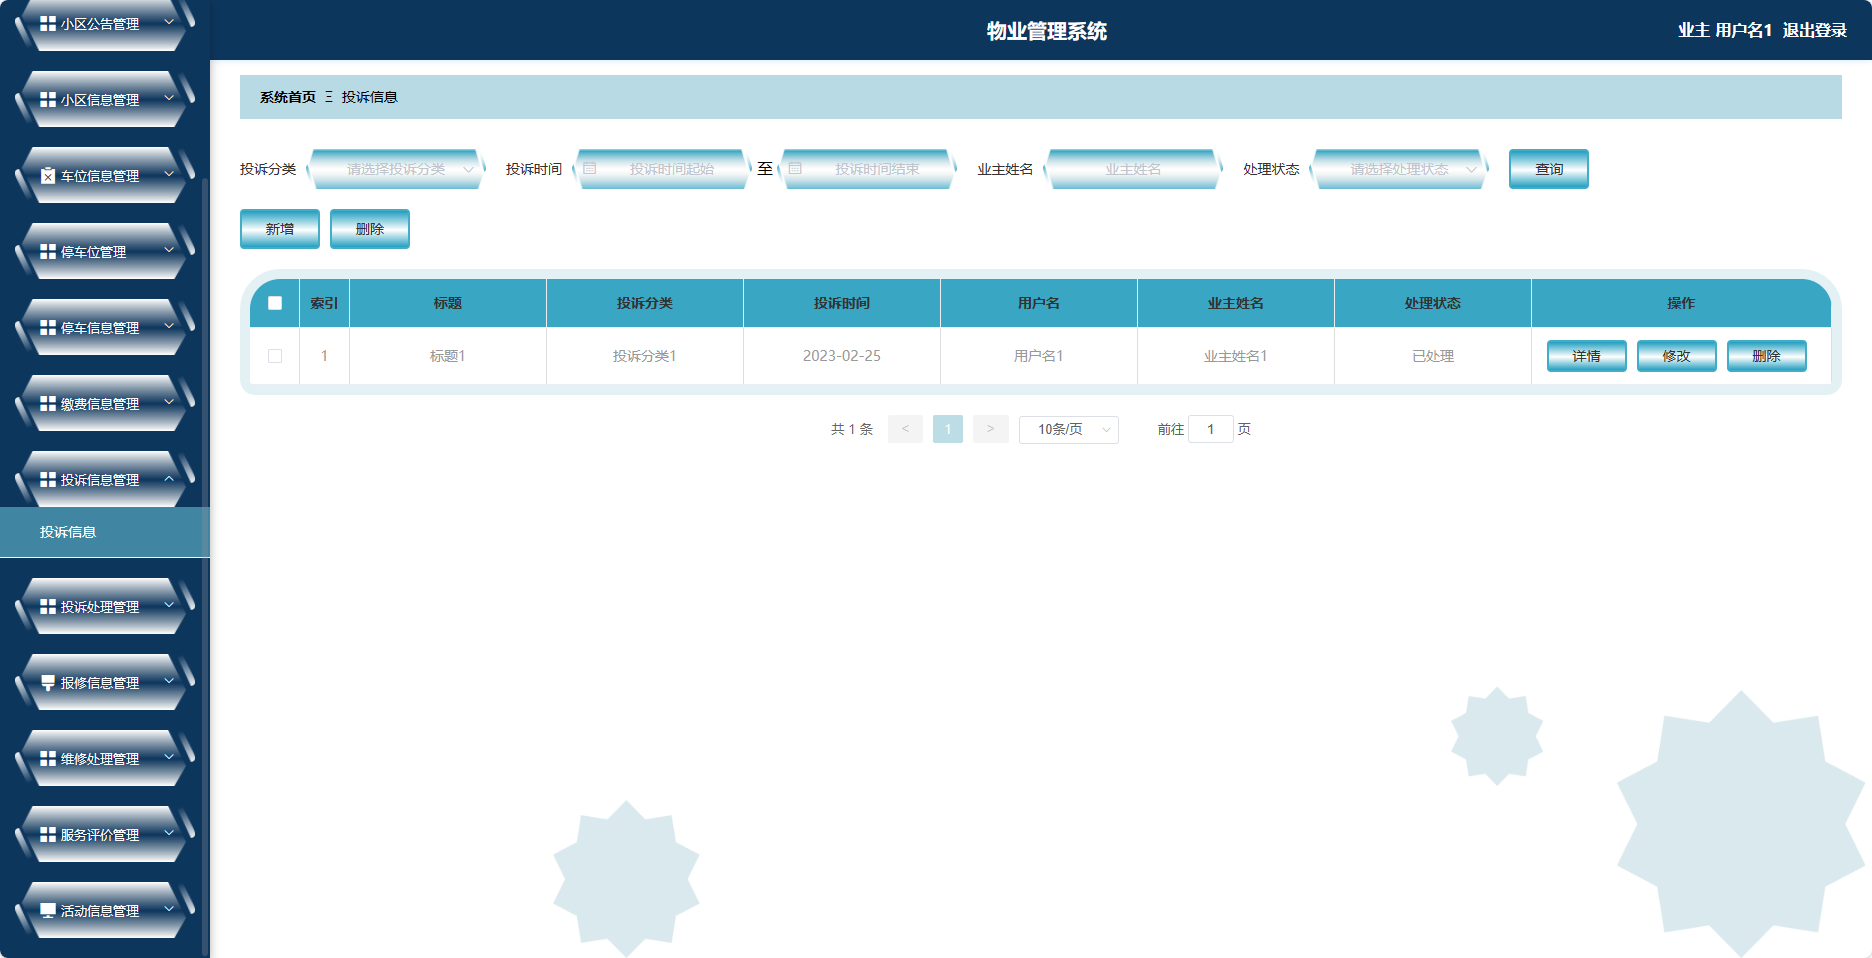 物业管理系统
业主 用户名1 退出登录
小区公告管理
小区信息管理
车位信息管理
停车位管理
停车信息管理
缴费信息管理
投诉信息管理
投诉信息
投诉处理管理
报修信息管理
维修处理管理
服务评价管理
活动信息管理
系统首页 Ξ 投诉信息
投诉分类 请选择投诉分类 投诉时间 投诉时间起始 至 投诉时间结束 业主姓名 业主姓名 处理状态 请选择处理状态 查询
新增 删除
索引 标题 投诉分类 投诉时间 用户名 业主姓名 处理状态 操作
1 标题1 投诉分类1 2023-02-25 用户名1 业主姓名1 已处理 详情 修改 删除
共 1 条 < 1 > 10条/页 前往 1 页